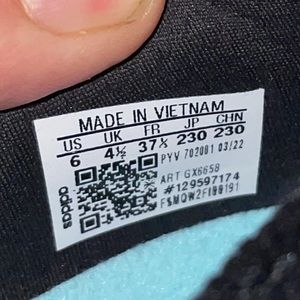 MADE IN VIETNAM
US UK FR JP CHN
6 4½ 37⅓ 230 230
PYV 702001 03/22
ART GX6658
#129597174
adidas